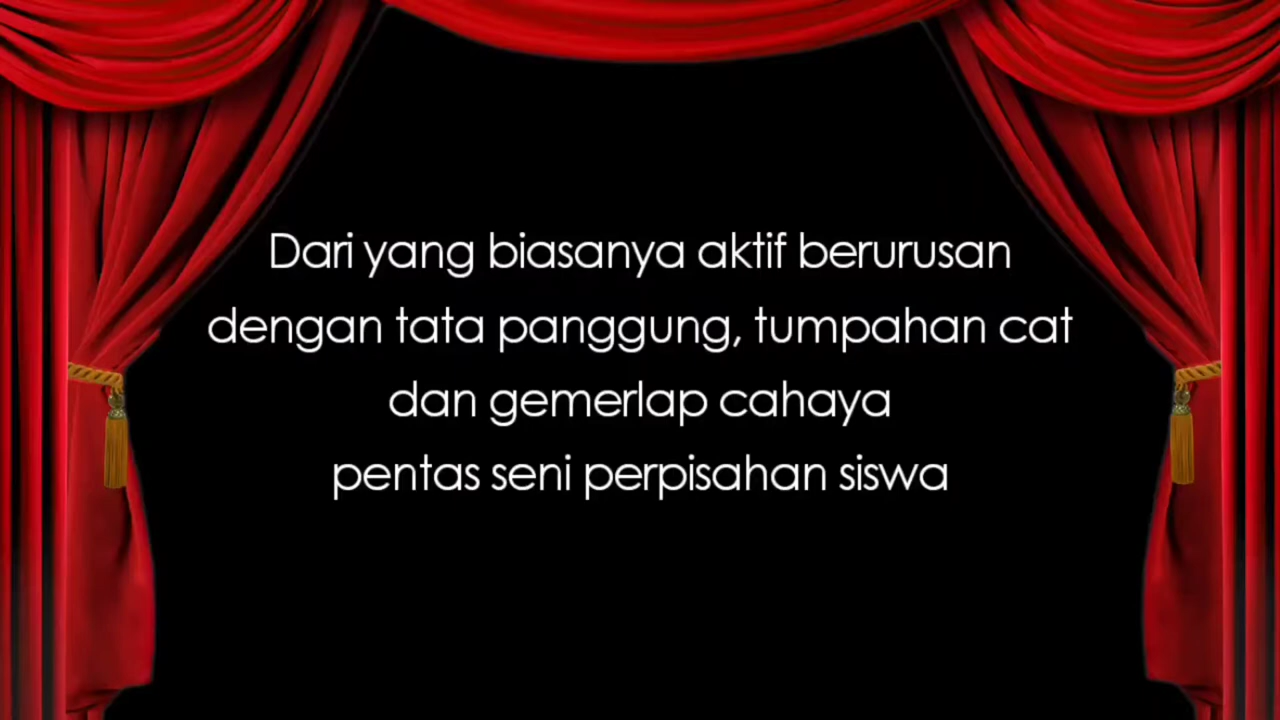 Dari yang biasanya aktif berurusan
dengan tata panggung, tumpahan cat
dan gemerlap cahaya
pentas seni perpisahan siswa